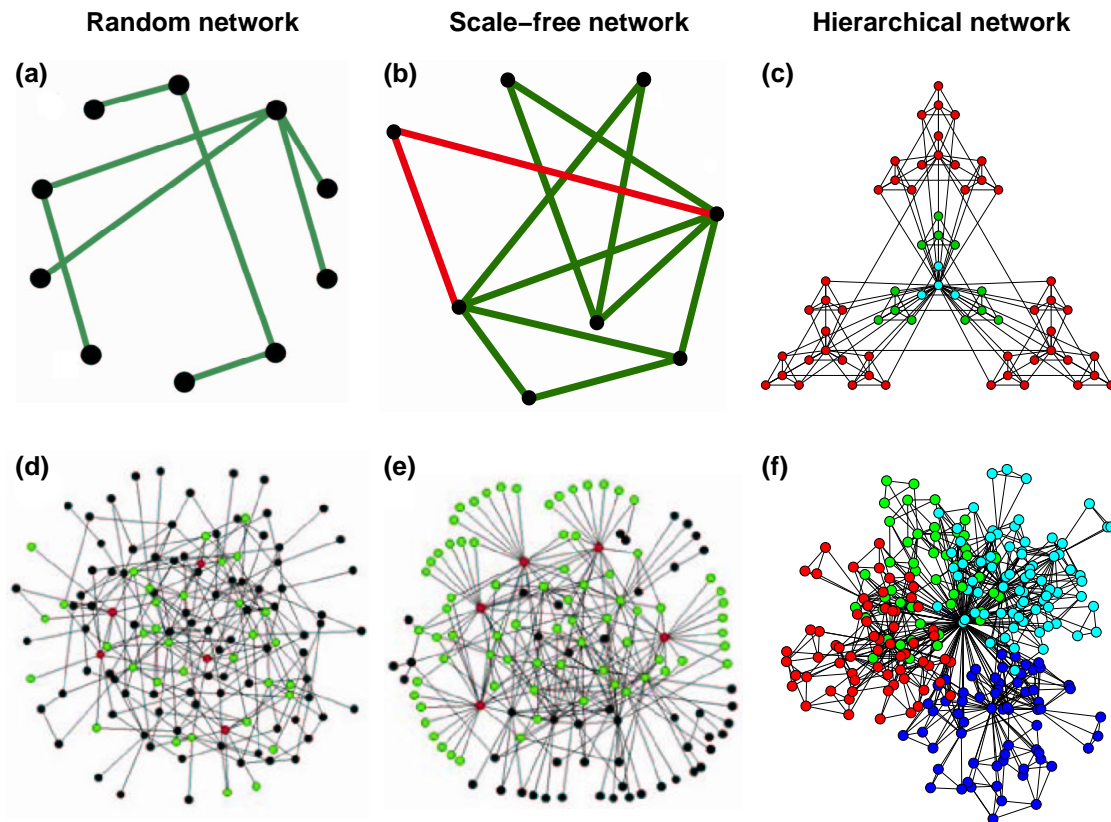 Random network
Scale−free network
Hierarchical network
(a)
(b)
(c)
(d)
(e)
(f)